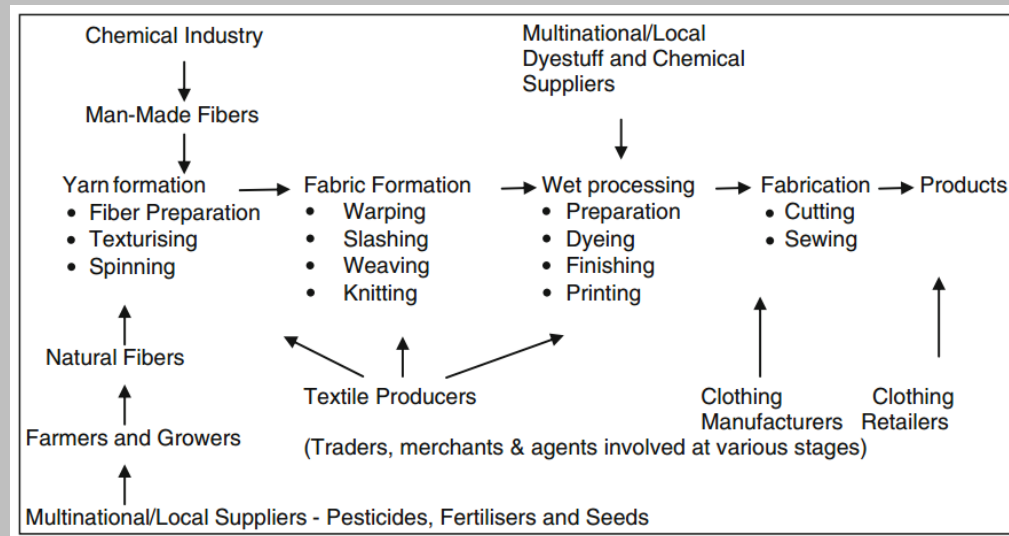 Chemical Industry
Multinational/Local
Dyestuff and Chemical
Suppliers
Man-Made Fibers
Yarn formation
• Fiber Preparation
• Texturising
• Spinning
Fabric Formation
• Warping
• Slashing
• Weaving
• Knitting
Wet processing
• Preparation
• Dyeing
• Finishing
• Printing
Fabrication
• Cutting
• Sewing
Products
Natural Fibers
Textile Producers
Clothing
Manufacturers
Clothing
Retailers
Farmers and Growers
(Traders, merchants & agents involved at various stages)
Multinational/Local Suppliers - Pesticides, Fertilisers and Seeds